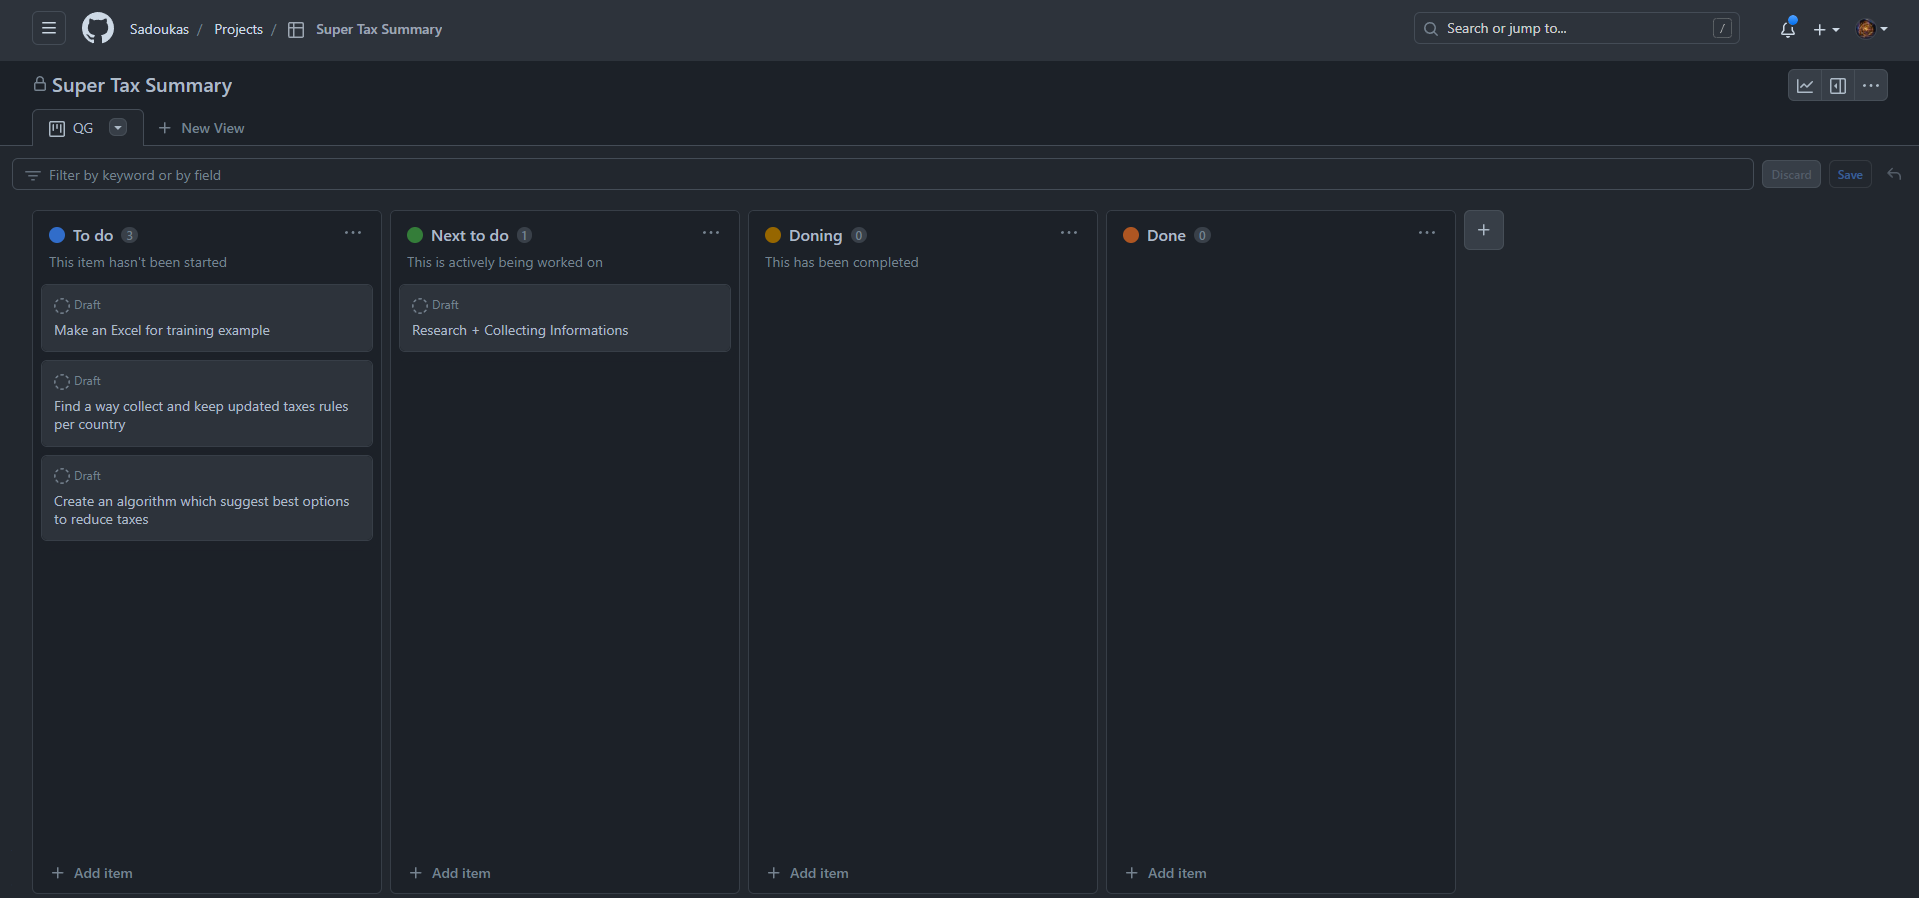 Sadoukas / Projects / Super Tax Summary
Search or jump to... /
Super Tax Summary
QG
New View
Filter by keyword or by field
Discard Save
To do 3
This item hasn't been started
Draft
Make an Excel for training example
Draft
Find a way collect and keep updated taxes rules
per country
Draft
Create an algorithm which suggest best options
to reduce taxes
Add item
Next to do 1
This is actively being worked on
Draft
Research + Collecting Informations
Add item
Doning 0
This has been completed
Add item
Done 0
Add item